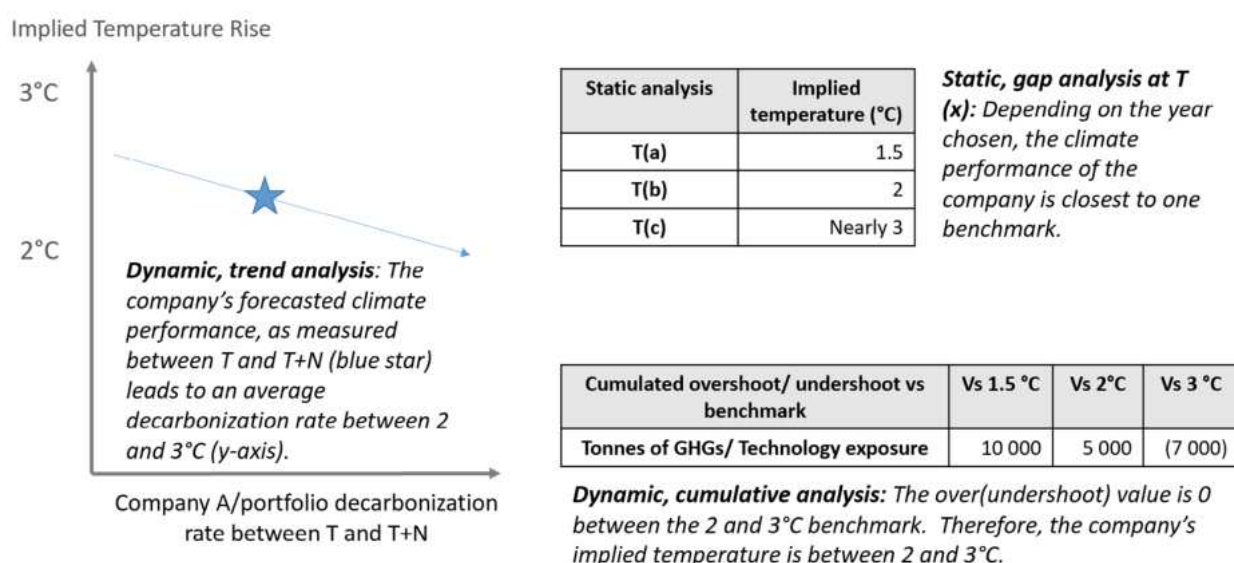 Implied Temperature Rise
3°C
2°C
Dynamic, trend analysis: The
company's forecasted climate
performance, as measured
between T and T+N (blue star)
leads to an average
decarbonization rate between 2
and 3°C (y-axis).
Company A/portfolio decarbonization
rate between T and T+N
Static analysis Implied
temperature (°C)
T(a) 1.5
T(b) 2
T(c) Nearly 3
Static, gap analysis at T
(x): Depending on the year
chosen, the climate
performance of the
company is closest to one
benchmark.
Cumulated overshoot/ undershoot vs
benchmark Vs 1.5 °C Vs 2°C Vs 3 °C
Tonnes of GHGs/ Technology exposure 10 000 5 000 (7 000)
Dynamic, cumulative analysis: The over(undershoot) value is 0
between the 2 and 3°C benchmark. Therefore, the company's
implied temperature is between 2 and 3°C.